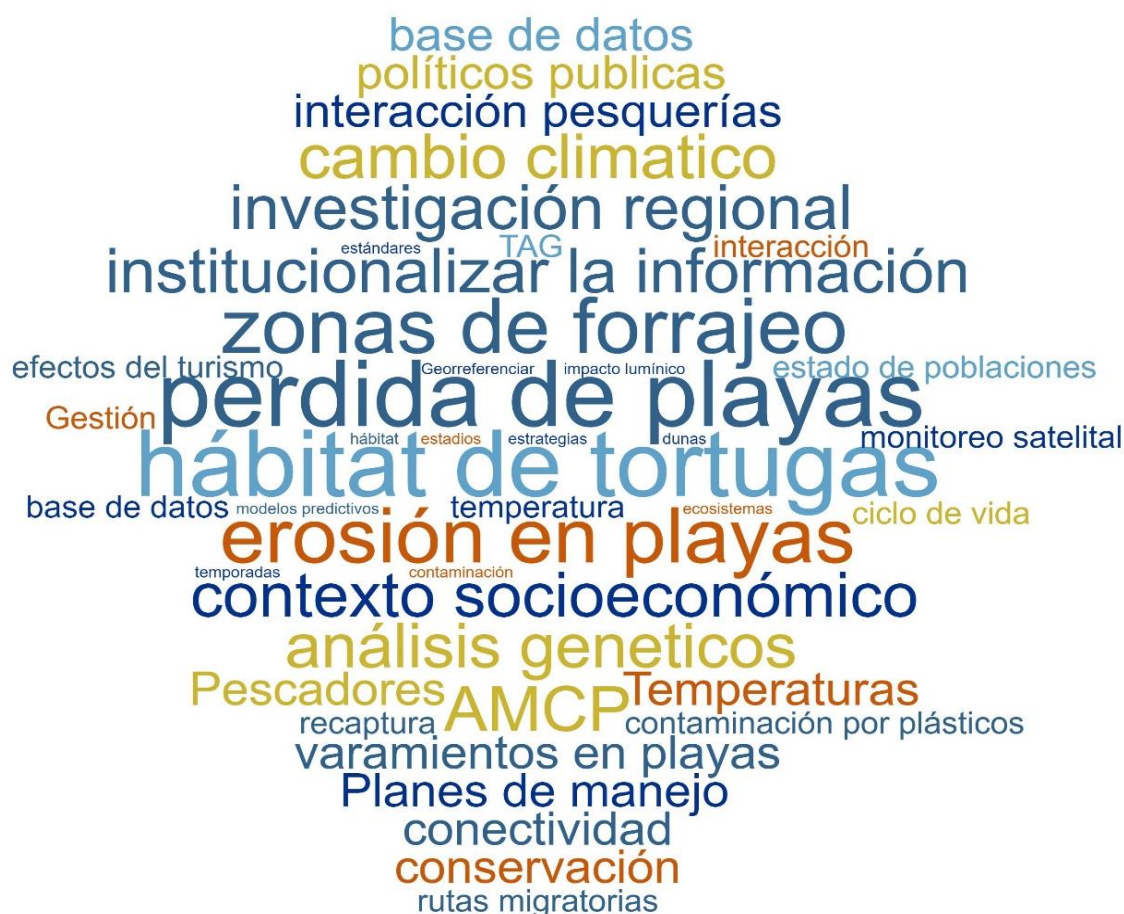 base de datos
políticos publicas
interacción pesquerías
cambio climatico
investigación regional
estándares TAG interacción
institucionalizar la información
zonas de forrajeo
efectos del turismo Georreferenciar impacto lumínico estado de poblaciones
perdida de playas
Gestión
hábitat estadios estrategias dunas monitoreo satelital
hábitat de tortugas
base de datos modelos predictivos temperatura ecosistemas ciclo de vida
erosión en playas
temporadas contaminación
contexto socioeconómico
análisis geneticos
Pescadores AMCP Temperaturas
recaptura contaminación por plásticos
varamientos en playas
Planes de manejo
conectividad
conservación
rutas migratorias